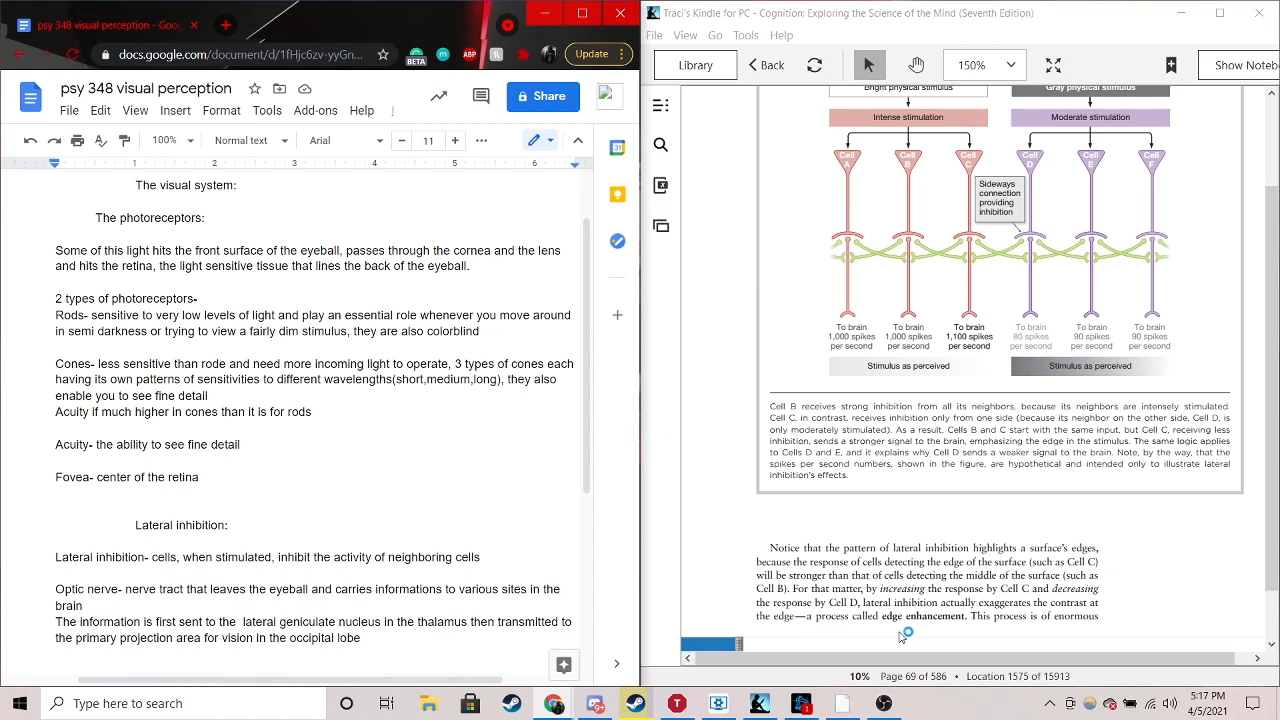 psy 348 visual perception - Goog
docs.google.com/document/d/1fHjc6zv-yyGn...
BETA
ABP
Update
psy 348 visual perception
File Edit View Insert Format Tools Add-ons Help
Share
100% Normal text Arial 11
1 2 3 4 5 6
31
The visual system:
The photoreceptors:
Some of this light hits the front surface of the eyeball, passes through the cornea and the lens
and hits the retina, the light sensitive tissue that lines the back of the eyeball.
2 types of photoreceptors-
Rods- sensitive to very low levels of light and play an essential role whenever you move around
in semi darkness or trying to view a fairly dim stimulus, they are also colorblind
Cones- less sensitive than rode and need more incoming light to operate, 3 types of cones each
having its own patterns of sensitivities to different wavelengths(short,medium,long), they also
enable you to see fine detail
Acuity if much higher in cones than it is for rods
Acuity- the ability to see fine detail
Fovea- center of the retina
Lateral inhibition:
Lateral inhibition- cells, when stimulated, inhibit the activity of neighboring cells
Optic nerve- nerve tract that leaves the eyeball and carries informations to various sites in the
brain
The information is first sent to the  lateral geniculate nucleus in the thalamus then transmitted to
the primary projection area for vision in the occipital lobe
Traci's Kindle for PC - Cognition: Exploring the Science of the Mind (Seventh Edition)
File View Go Tools Help
Library Back 150% Show Noteb
Bright physical stimulus Gray physical stimulus
Intense stimulation Moderate stimulation
Cell A Cell B Cell C Cell D Cell E Cell F
Sideways
connection
providing
inhibition
To brain To brain To brain To brain To brain To brain
1,000 spikes 1,000 spikes 1,100 spikes 80 spikes 90 spikes 90 spikes
per second per second per second per second per second per second
Stimulus as perceived Stimulus as perceived
Cell B receives strong inhibition from all its neighbors, because its neighbors are intensely stimulated.
Cell C, in contrast, receives inhibition only from one side (because its neighbor on the other side, Cell D, is
only moderately stimulated). As a result, Cells B and C start with the same input, but Cell C, receiving less
inhibition, sends a stronger signal to the brain, emphasizing the edge in the stimulus. The same logic applies
to Cells D and E, and it explains why Cell D sends a weaker signal to the brain. Note, by the way, that the
spikes per second numbers, shown in the figure, are hypothetical and intended only to illustrate lateral
inhibition's effects.
Notice that the pattern of lateral inhibition highlights a surface's edges,
because the response of cells detecting the edge of the surface (such as Cell C)
will be stronger than that of cells detecting the middle of the surface (such as
Cell B). For that matter, by increasing the response by Cell C and decreasing
the response by Cell D, lateral inhibition actually exaggerates the contrast at
the edge—a process called edge enhancement. This process is of enormous
10% Page 69 of 586 • Location 1575 of 15913
Type here to search
T
1
5:17 PM
4/5/2021